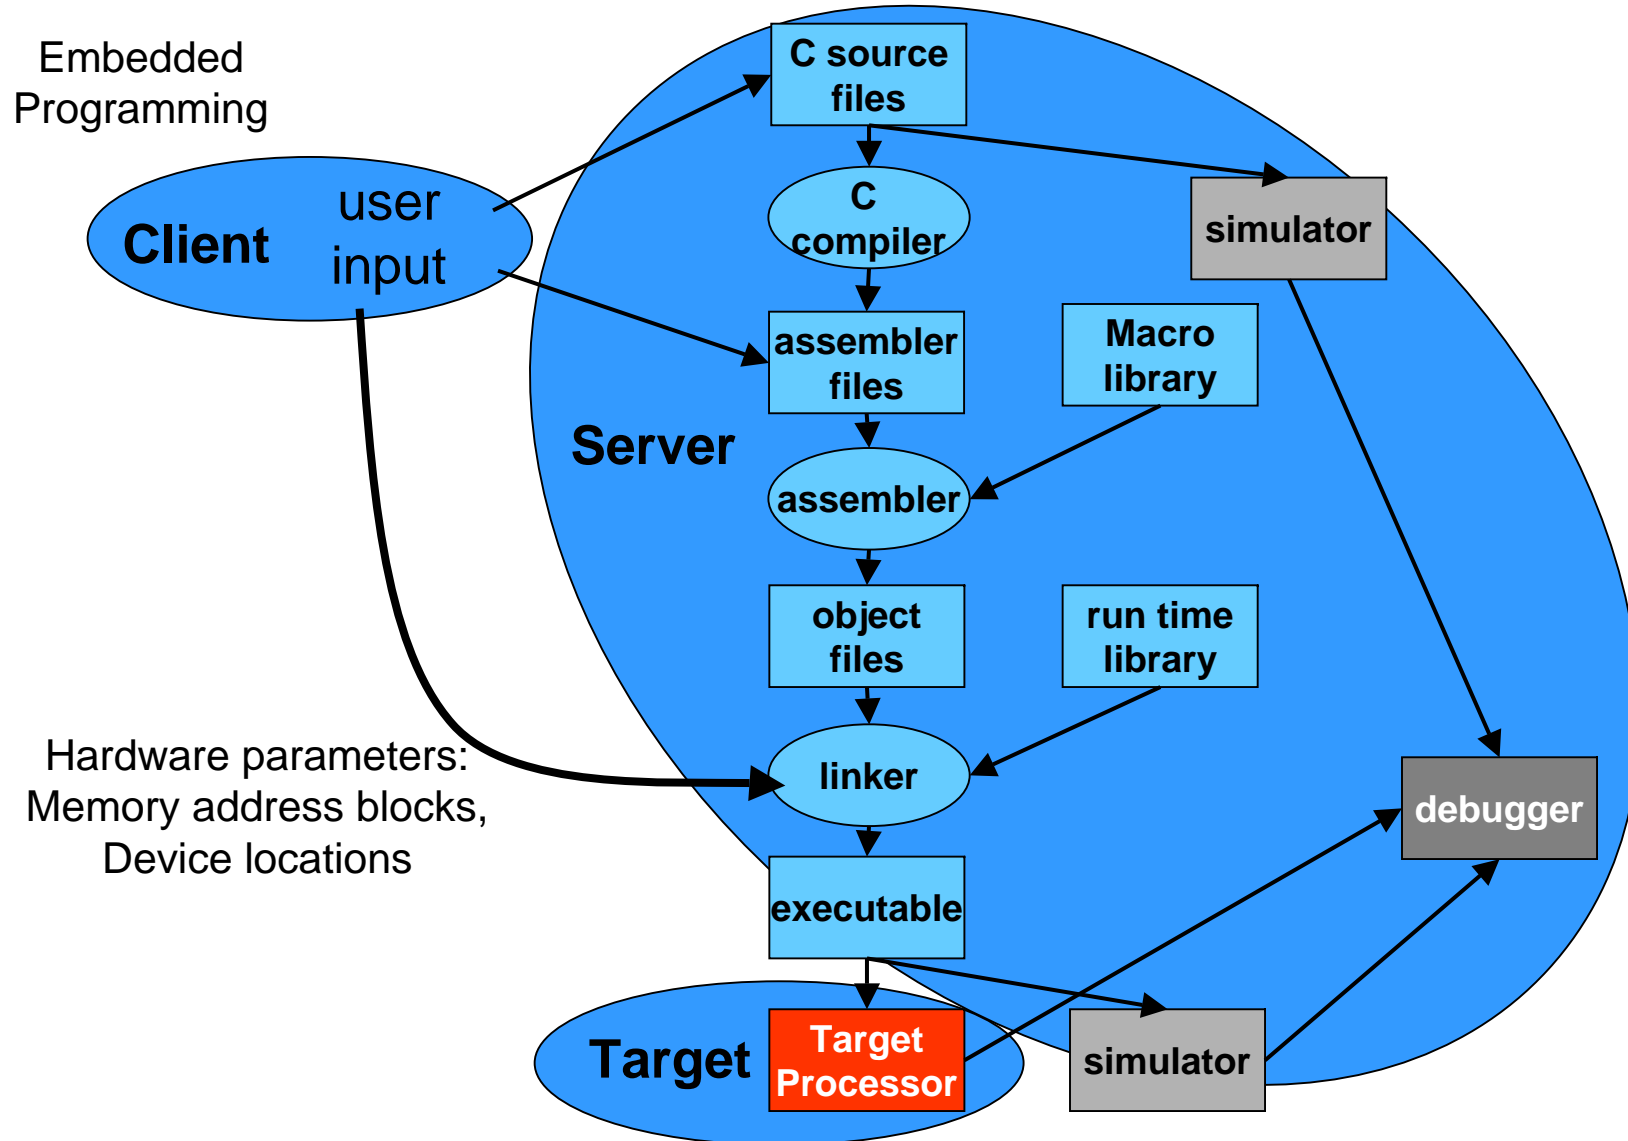 Embedded
Programming
C source
files
Client
user
input
C
compiler
simulator
assembler
files
Macro
library
Server
assembler
object
files
run time
library
Hardware parameters:
Memory address blocks,
Device locations
linker
debugger
executable
Target
Target
Processor
simulator